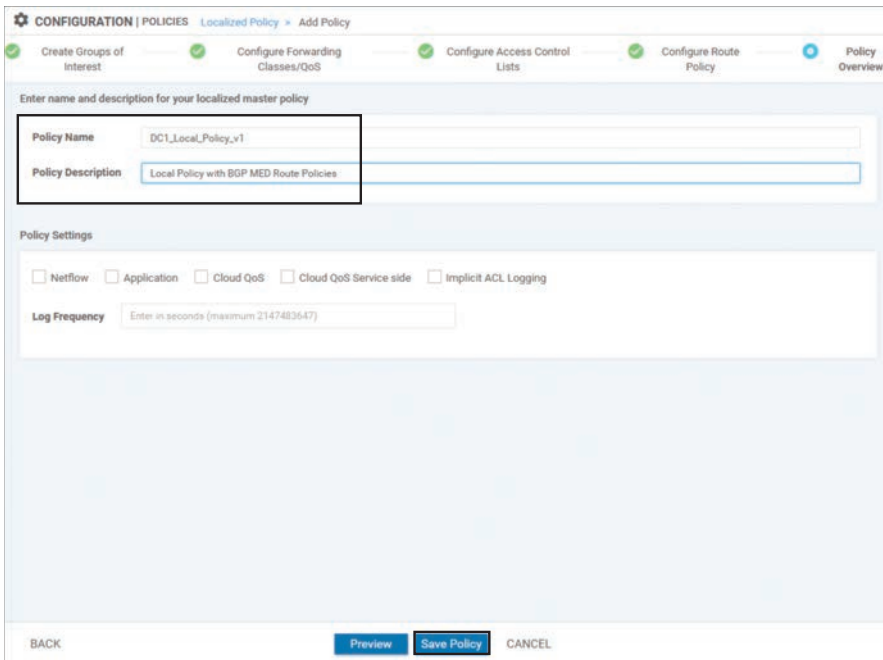 CONFIGURATION | POLICIES Localized Policy > Add Policy
Create Groups of Interest
Configure Forwarding Classes/QoS
Configure Access Control Lists
Configure Route Policy
Policy Overview
Enter name and description for your localized master policy
Policy Name DC1_Local_Policy_v1
Policy Description Local Policy with BGP MED Route Policies
Policy Settings
Netflow Application Cloud QoS Cloud QoS Service side Implicit ACL Logging
Log Frequency Enter in seconds (maximum 2147483647)
BACK Preview Save Policy CANCEL